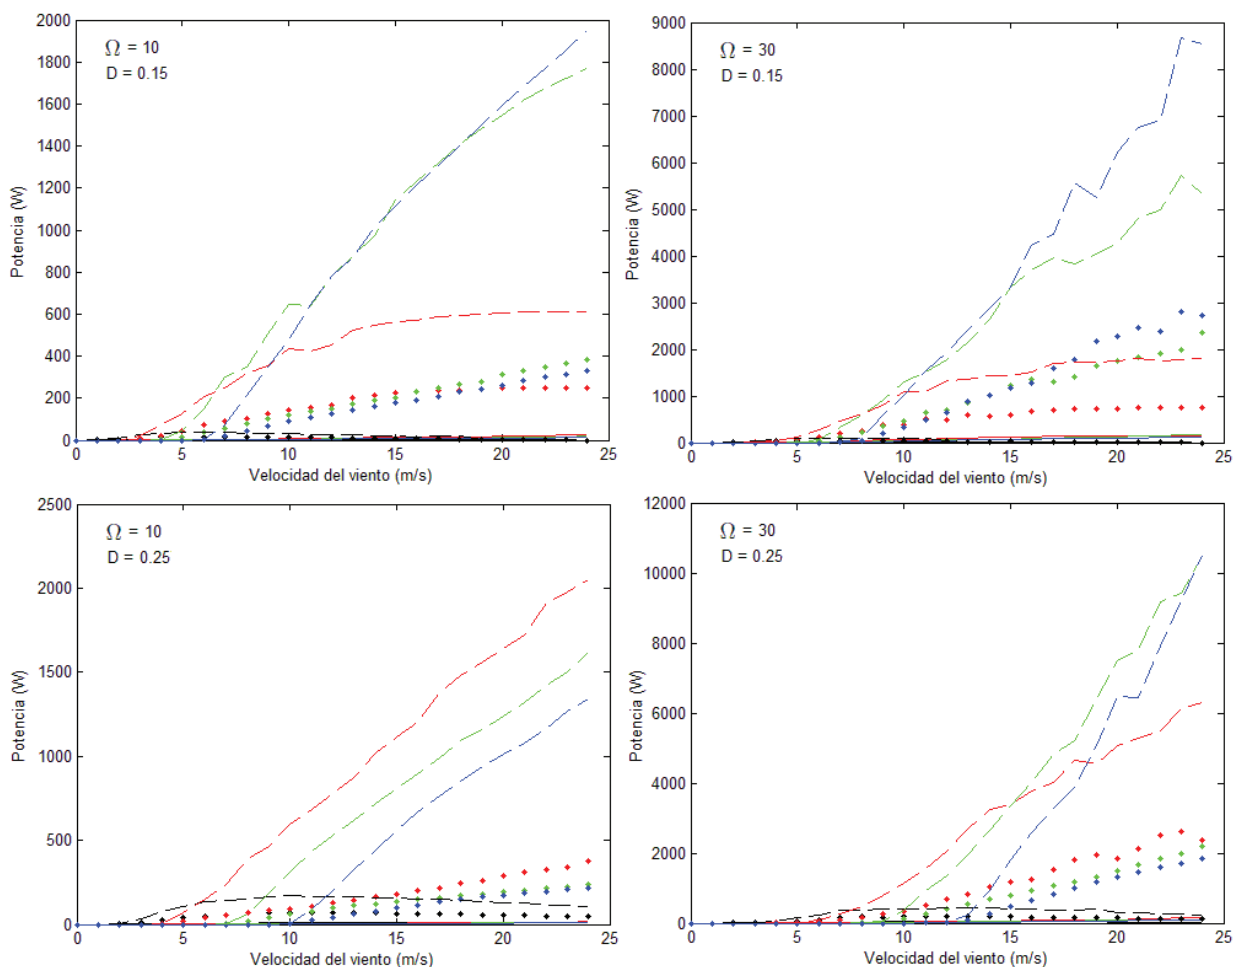 2000
1800
1600
1400
1200
1000
800
600
400
200
0
Potencia (W)
Ω = 10
D = 0.15
0 5 10 15 20 25
Velocidad del viento (m/s)
9000
8000
7000
6000
5000
4000
3000
2000
1000
0
Potencia (W)
Ω = 30
D = 0.15
0 5 10 15 20 25
Velocidad del viento (m/s)
2500
2000
1500
1000
500
0
Potencia (W)
Ω = 10
D = 0.25
0 5 10 15 20 25
Velocidad del viento (m/s)
12000
10000
8000
6000
4000
2000
0
Potencia (W)
Ω = 30
D = 0.25
0 5 10 15 20 25
Velocidad del viento (m/s)